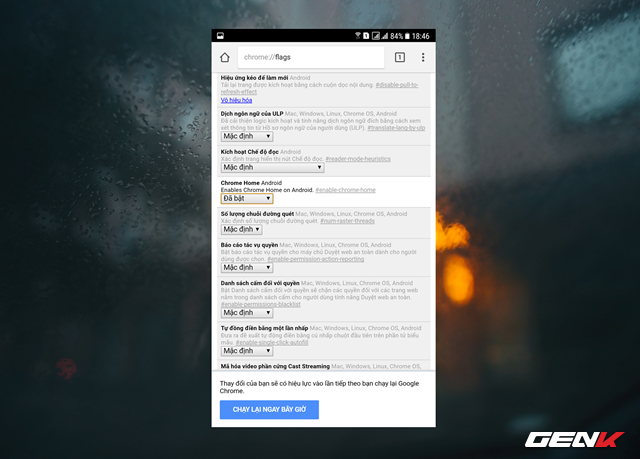 84% 18:46
chrome://flags
1
Hiệu ứng kéo để làm mới Android
Tải lại trang được kích hoạt bằng cách cuộn dọc nội dung. #disable-pull-to-
refresh-effect
Vô hiệu hóa
Dịch ngôn ngữ của ULP Mac, Windows, Linux, Chrome OS, Android
Đã cải thiện logic kích hoạt và tính năng dịch ngôn ngữ đích bằng cách xem
xét thông tin từ Hồ sơ ngôn ngữ của người dùng (ULP). #translate-lang-by-ulp
Mặc định
Kích hoạt Chế độ đọc Android
Xác định trạng thái hiển thị nút Chế độ đọc. #reader-mode-heuristics
Mặc định
Chrome Home Android
Enables Chrome Home on Android. #enable-chrome-home
Đã bật
Số lượng chuỗi đường quét. Mac, Windows, Linux, Chrome OS, Android
Xác định số lượng chuỗi đường quét. #num-raster-threads
Mặc định
Báo cáo tác vụ quyền Mac, Windows, Linux, Chrome OS, Android
Bật báo cáo tác vụ quyền cho máy chủ Duyệt web an toàn dành cho người
dùng được chọn. #enable-permission-action-reporting
Mặc định
Danh sách cấm đối với quyền Mac, Windows, Linux, Chrome OS, Android
Bật Danh sách cấm đối với quyền sẽ chặn các quyền đối với các trang web
nằm trong danh sách cấm cho người dùng tính năng Duyệt web an toàn.
#enable-permissions-blacklist
Mặc định
Tự động điền bằng một lần nhấp Mac, Windows, Linux, Chrome OS, Android
Đưa ra đề xuất tự động điền bằng cú nhấp chuột đầu tiên trên phần tử biểu
mẫu. #enable-single-click-autofill
Mặc định
Mã hóa video phần cứng Cast Streaming Mac, Windows, Linux, Chrome OS,
Thay đổi của bạn sẽ có hiệu lực vào lần tiếp theo bạn chạy lại Google
Chrome.
CHẠY LẠI NGAY BÂY GIỜ
GENK